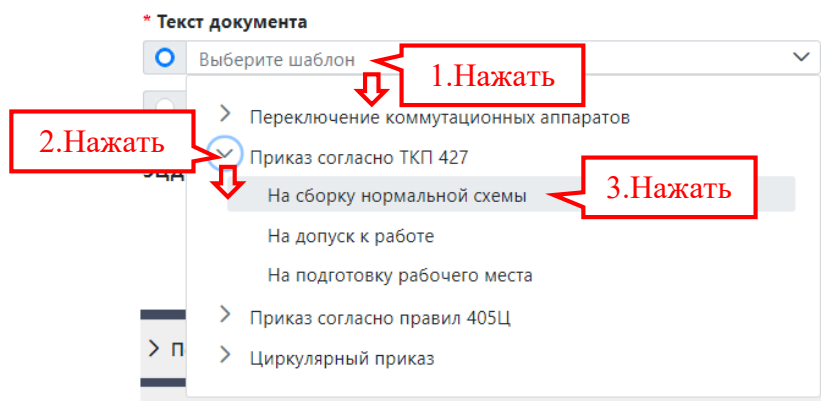 * Текст документа
Выберите шаблон
1.Нажать
Переключение коммутационных аппаратов
2.Нажать
Приказ согласно ТКП 427
На сборку нормальной схемы
3.Нажать
На допуск к работе
На подготовку рабочего места
Приказ согласно правил 405Ц
Циркулярный приказ